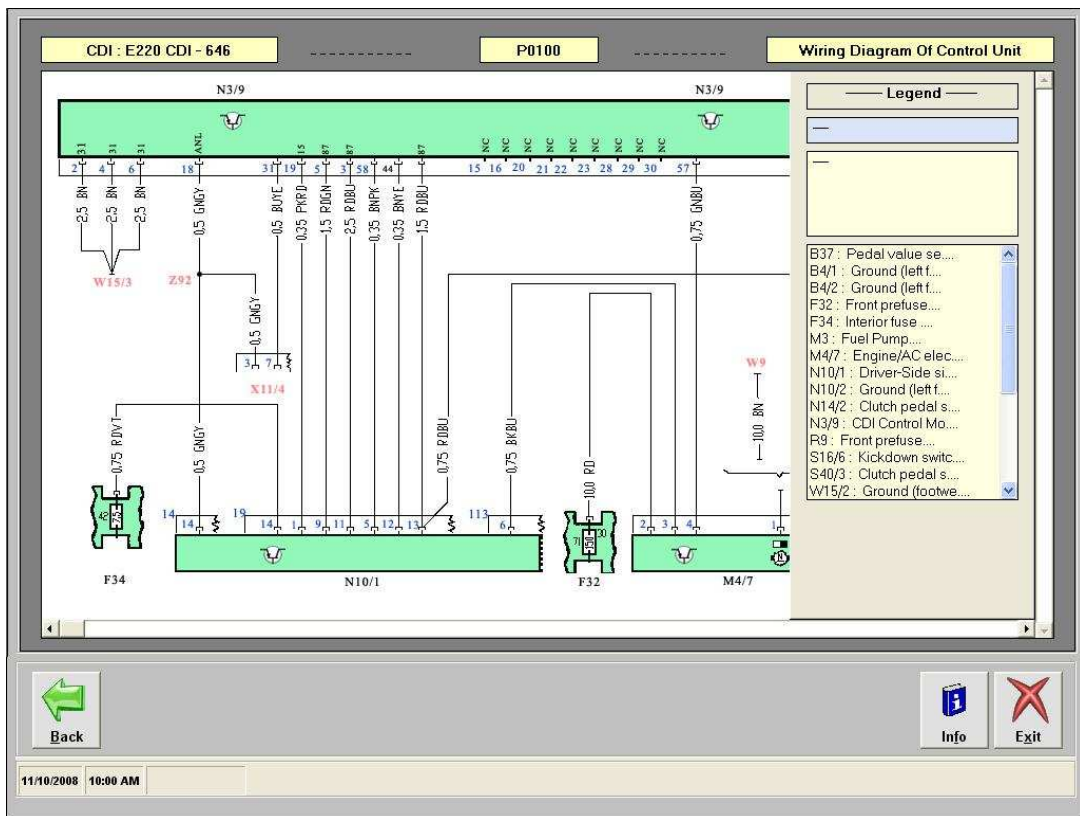 CDI : E220 CDI - 646
P0100
Wiring Diagram Of Control Unit
N3/9
N3/9
31
31
31
ANL
15
87
87
87
NC
NC
NC
NC
NC
NC
NC
NC
2
4
6
18
31
19
5
3
58
44
15
16
20
21
22
23
28
29
30
57
2,5 BN
2,5 BN
2,5 BN
0,5 GNGY
0,5 BUYE
0,35 PKRD
1,5 RDGN
2,5 RDBU
0,35 BNPK
0,35 BNYE
1,5 RDBU
0,75 GNBU
W15/3
Z92
0,5 GNGY
3
7
X11/4
W9
10,0 BN
0,75 RDVT
0,5 GNGY
0,75 RDBU
0,75 BKBU
10,0 RD
42
7,5
14
14
19
14
1
9
11
5
12
13
113
6
71
150
30
2
3
4
1
F34
N10/1
F32
M4/7
Legend
B37 : Pedal value se....
B4/1 : Ground (left f....
B4/2 : Ground (left f....
F32 : Front prefuse....
F34 : Interior fuse ....
M3 : Fuel Pump....
M4/7 : Engine/AC elec....
N10/1 : Driver-Side si....
N10/2 : Ground (left f....
N14/2 : Clutch pedal s....
N3/9 : CDI Control Mo....
R9 : Front prefuse....
S16/6 : Kickdown switc....
S40/3 : Clutch pedal s....
W15/2 : Ground (footwe....
Back
Info
Exit
11/10/2008
10:00 AM